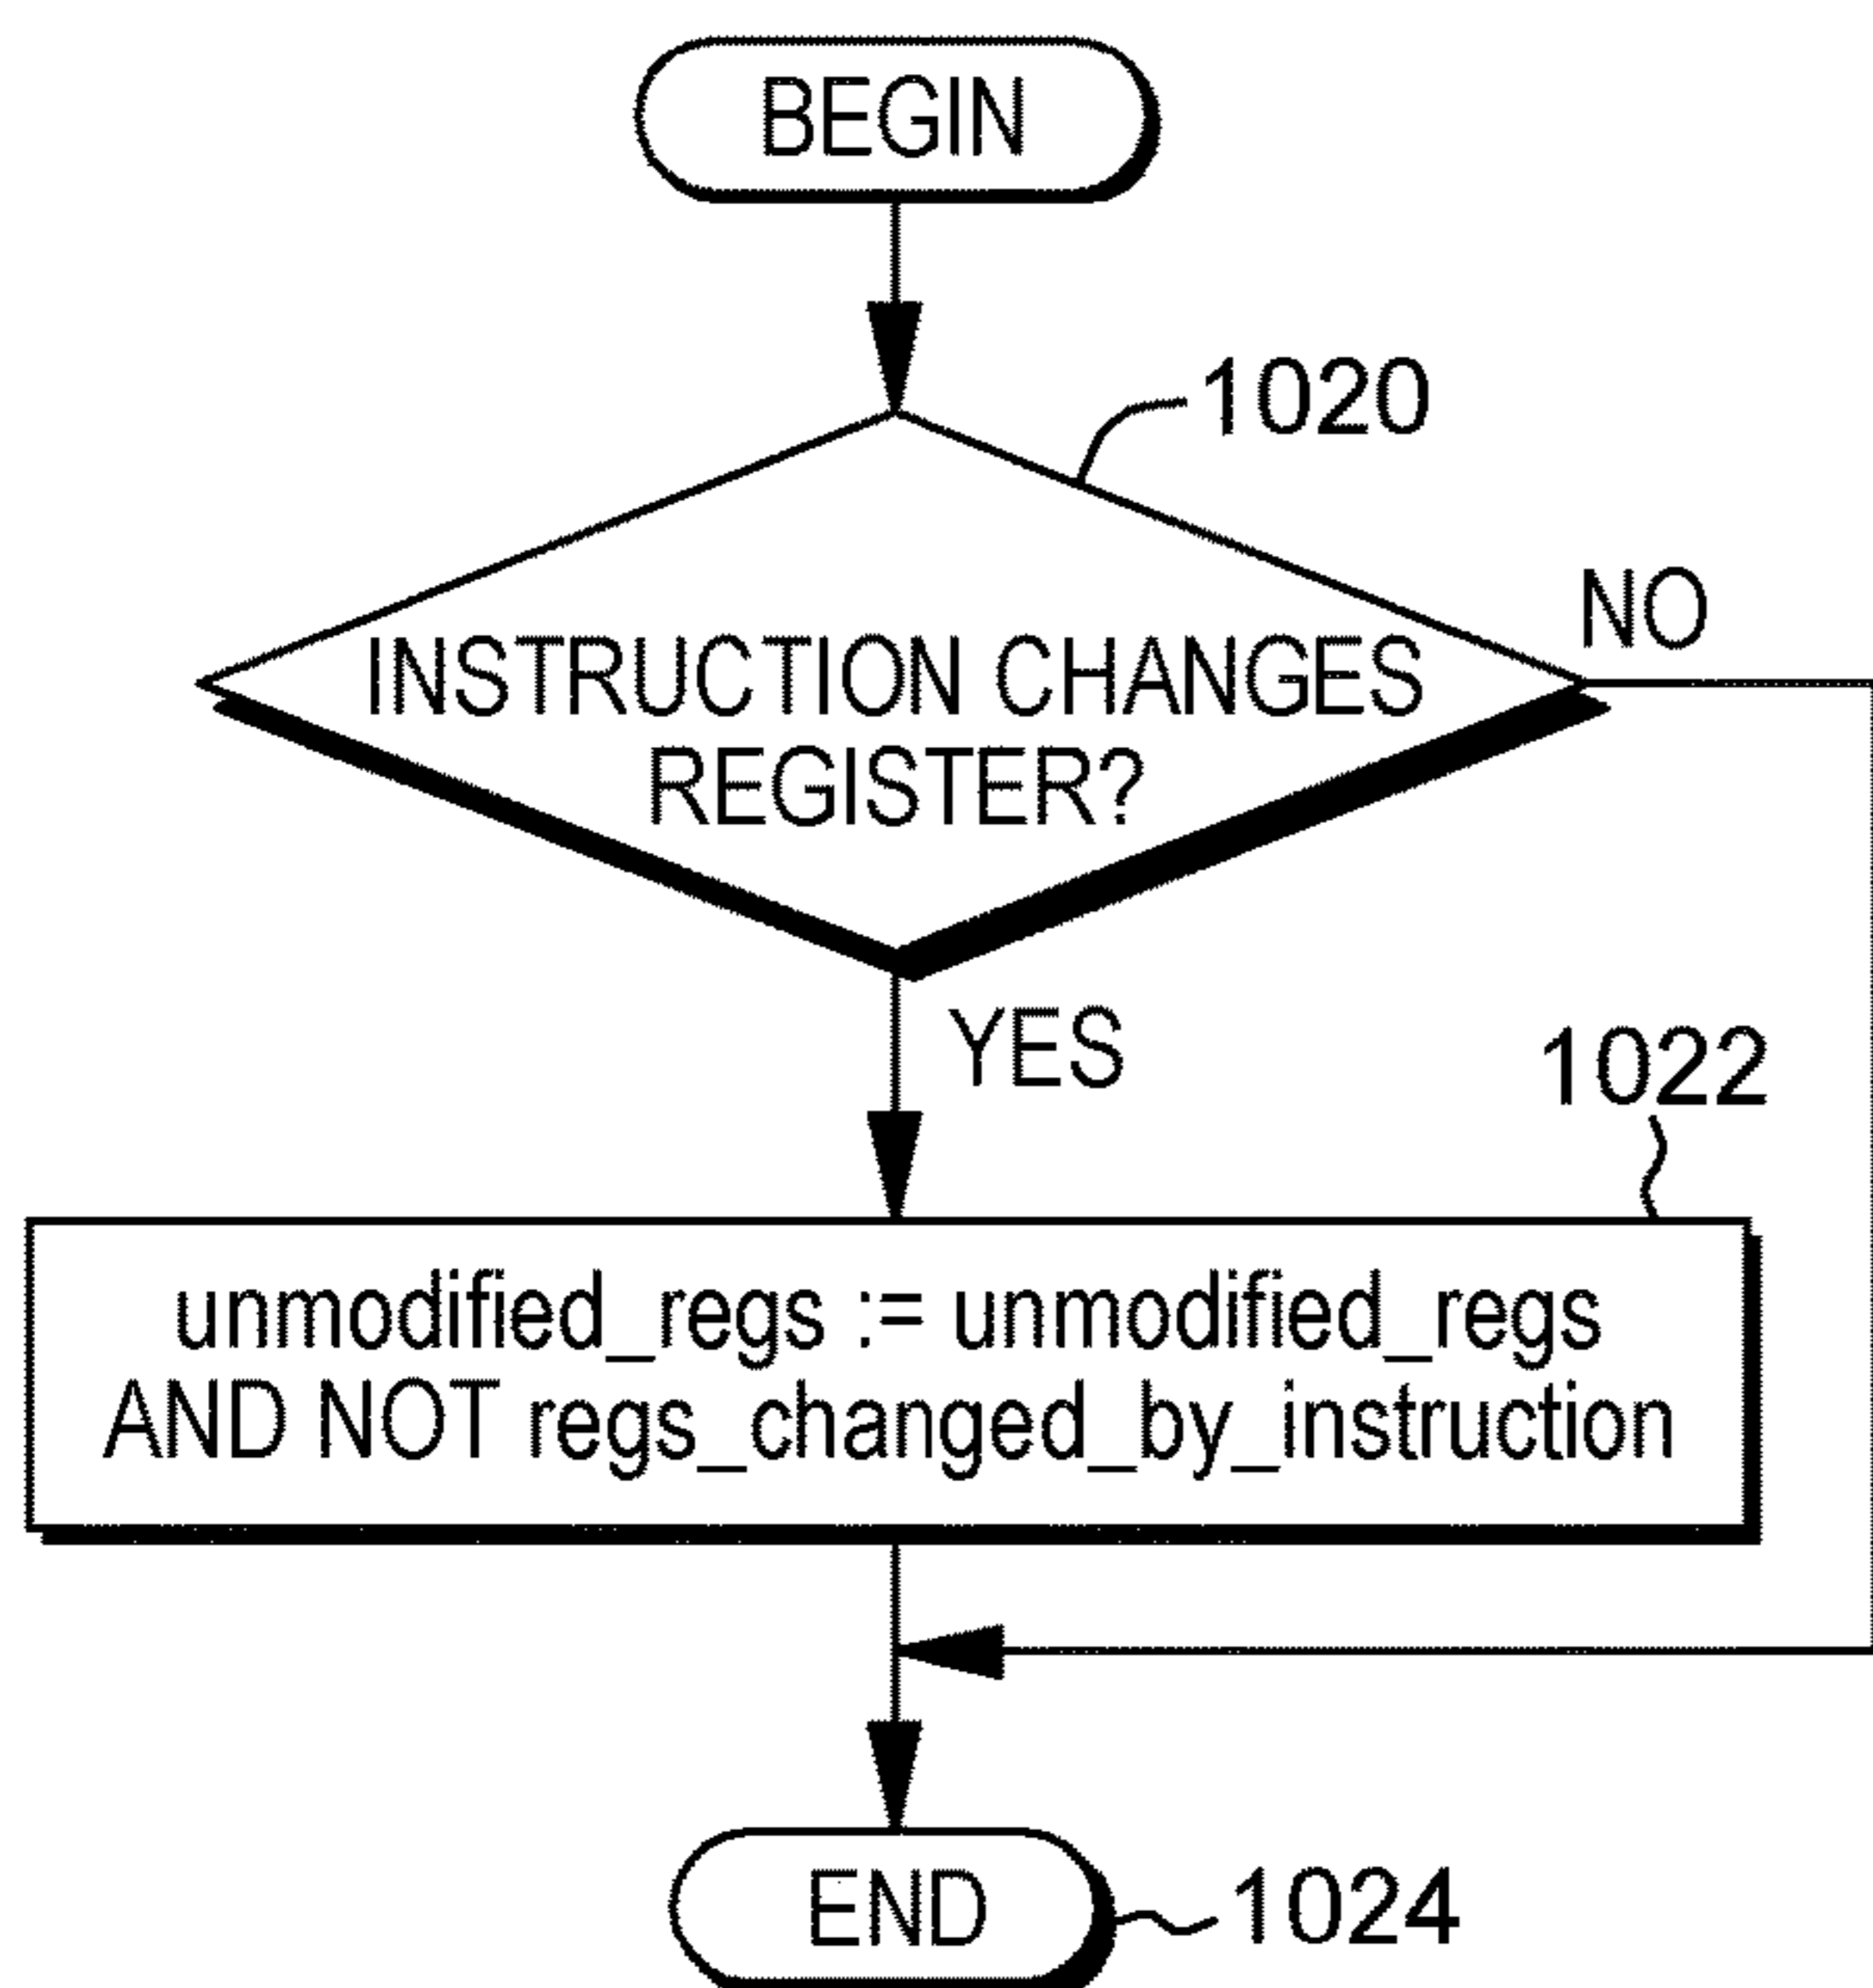 BEGIN
1020
INSTRUCTION CHANGES
REGISTER?
NO
YES
1022
unmodified_regs := unmodified_regs
AND NOT regs_changed_by_instruction
END
1024